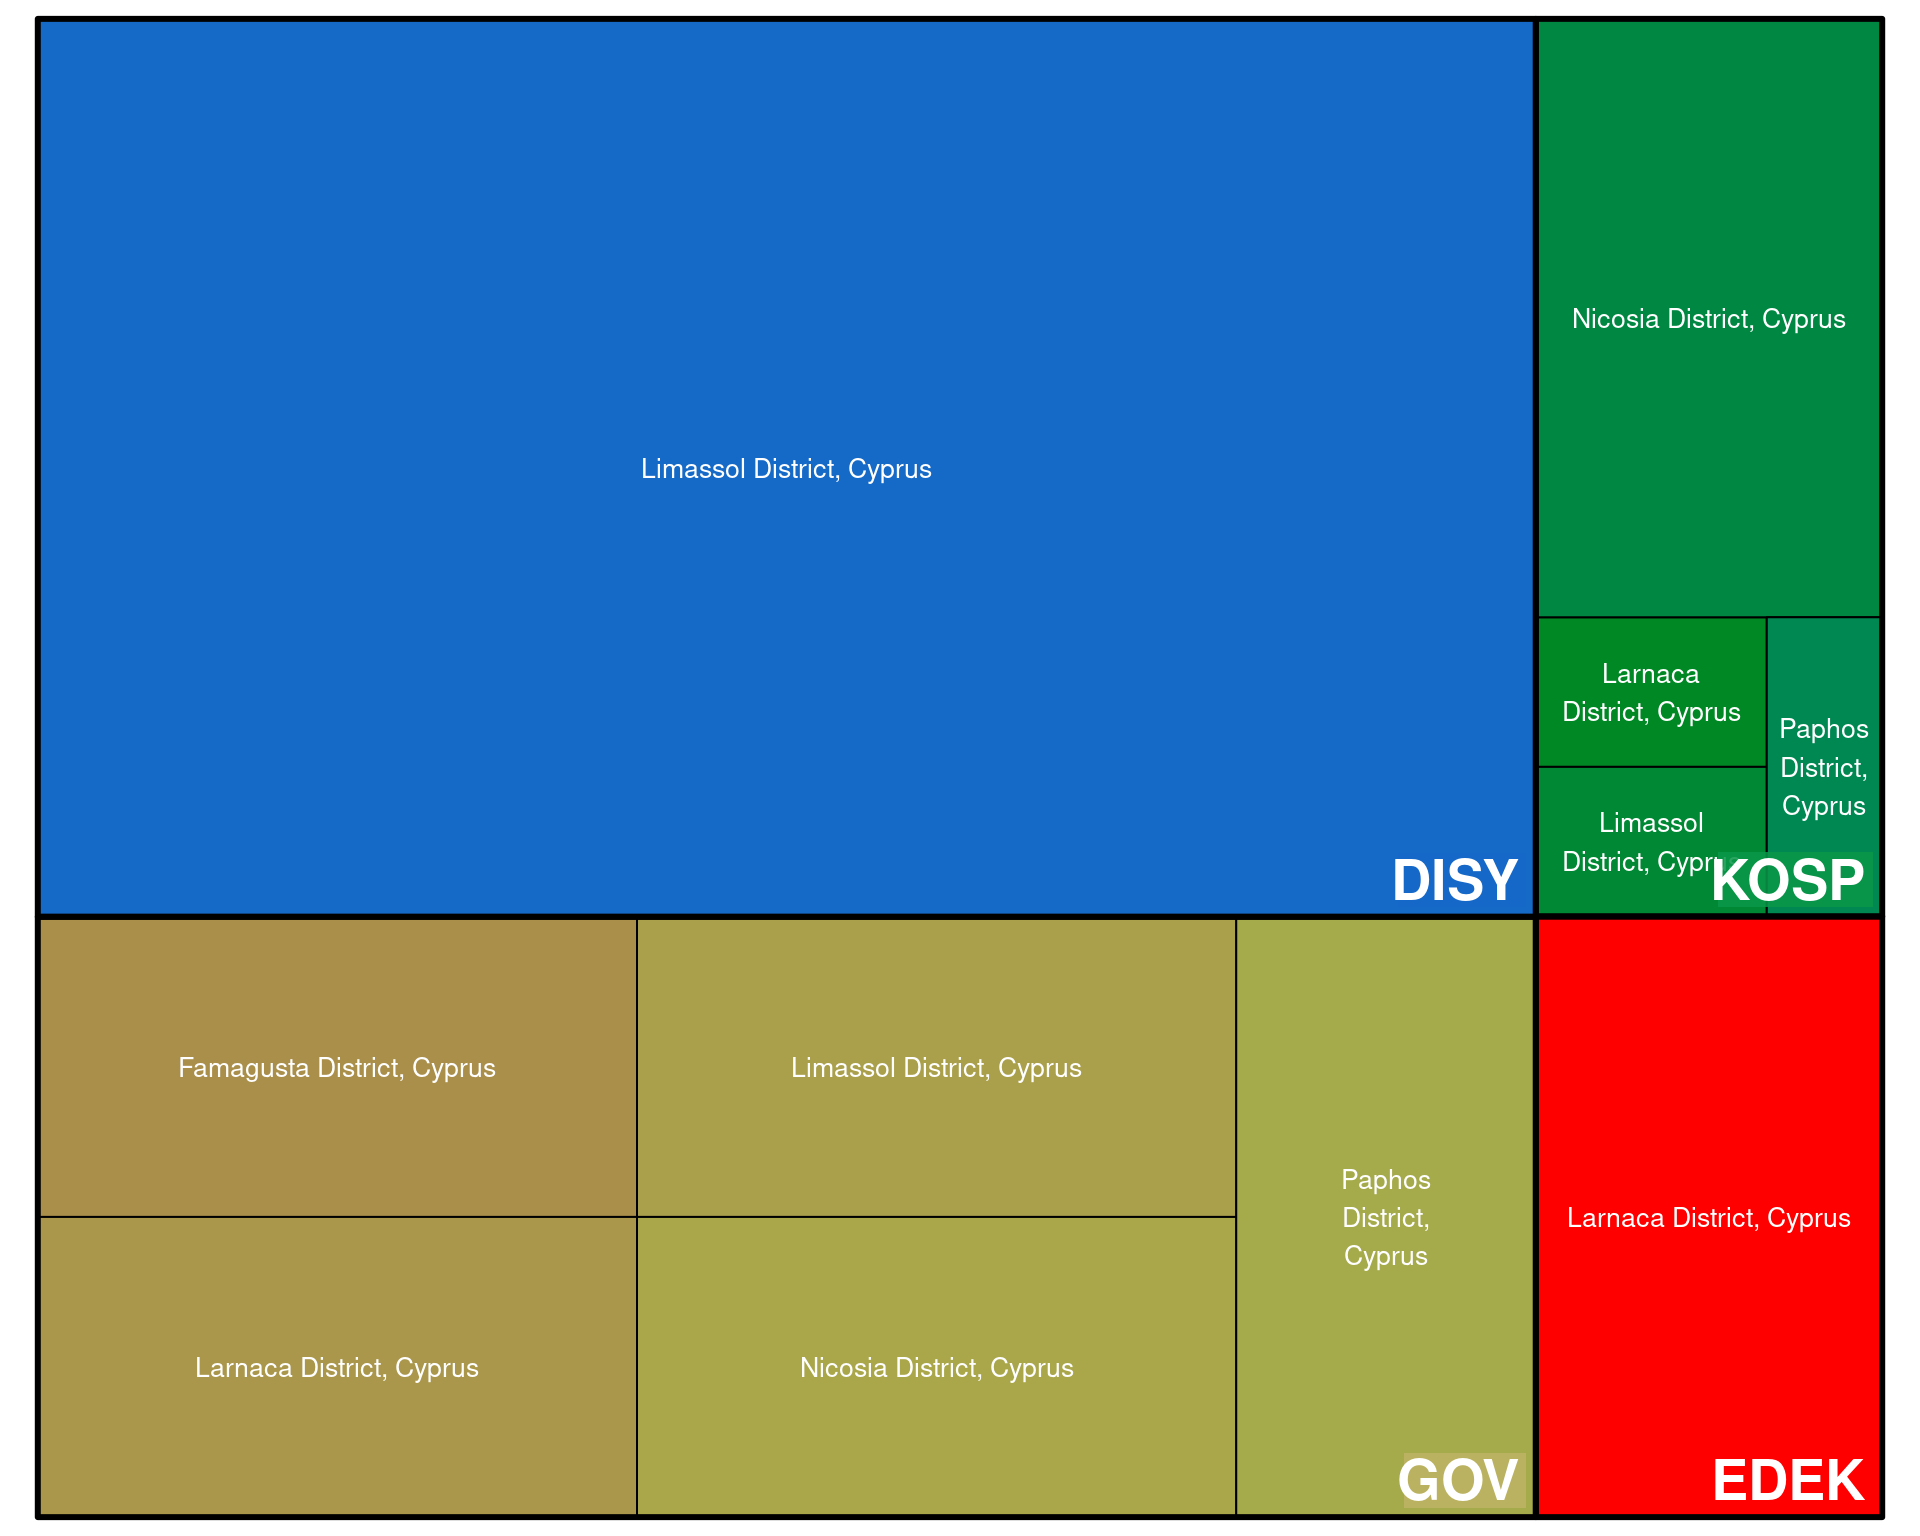 Limassol District, Cyprus
DISY
Nicosia District, Cyprus
Larnaca
District, Cyprus
Limassol
District, Cyprus
Paphos
District,
Cyprus
KOSP
Famagusta District, Cyprus
Limassol District, Cyprus
Larnaca District, Cyprus
Nicosia District, Cyprus
Paphos
District,
Cyprus
GOV
Larnaca District, Cyprus
EDEK